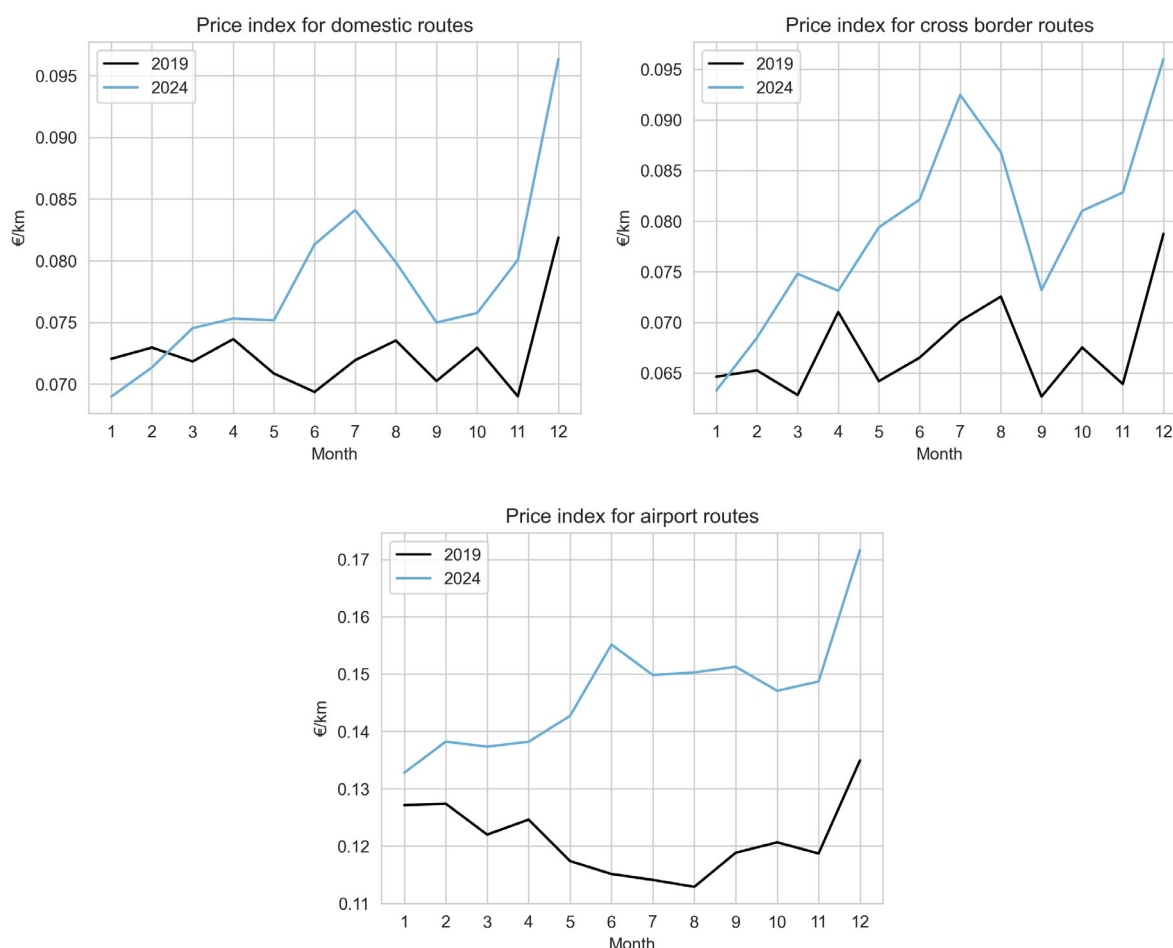 Price index for domestic routes
2019
2024
0.095
0.090
0.085
0.080
0.075
0.070
€/km
1 2 3 4 5 6 7 8 9 10 11 12
Month
Price index for cross border routes
2019
2024
0.095
0.090
0.085
0.080
0.075
0.070
0.065
€/km
1 2 3 4 5 6 7 8 9 10 11 12
Month
Price index for airport routes
2019
2024
0.17
0.16
0.15
0.14
0.13
0.12
0.11
€/km
1 2 3 4 5 6 7 8 9 10 11 12
Month